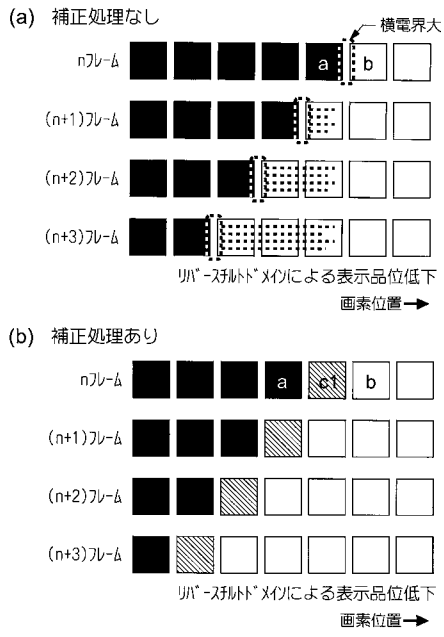 (a) 補正処理なし
横電界大
nフレーム
a b
(n+1)フレーム
(n+2)フレーム
(n+3)フレーム
リバースチルトドメインによる表示品位低下
画素位置→
(b) 補正処理あり
nフレーム
a c1 b
(n+1)フレーム
(n+2)フレーム
(n+3)フレーム
リバースチルトドメインによる表示品位低下
画素位置→